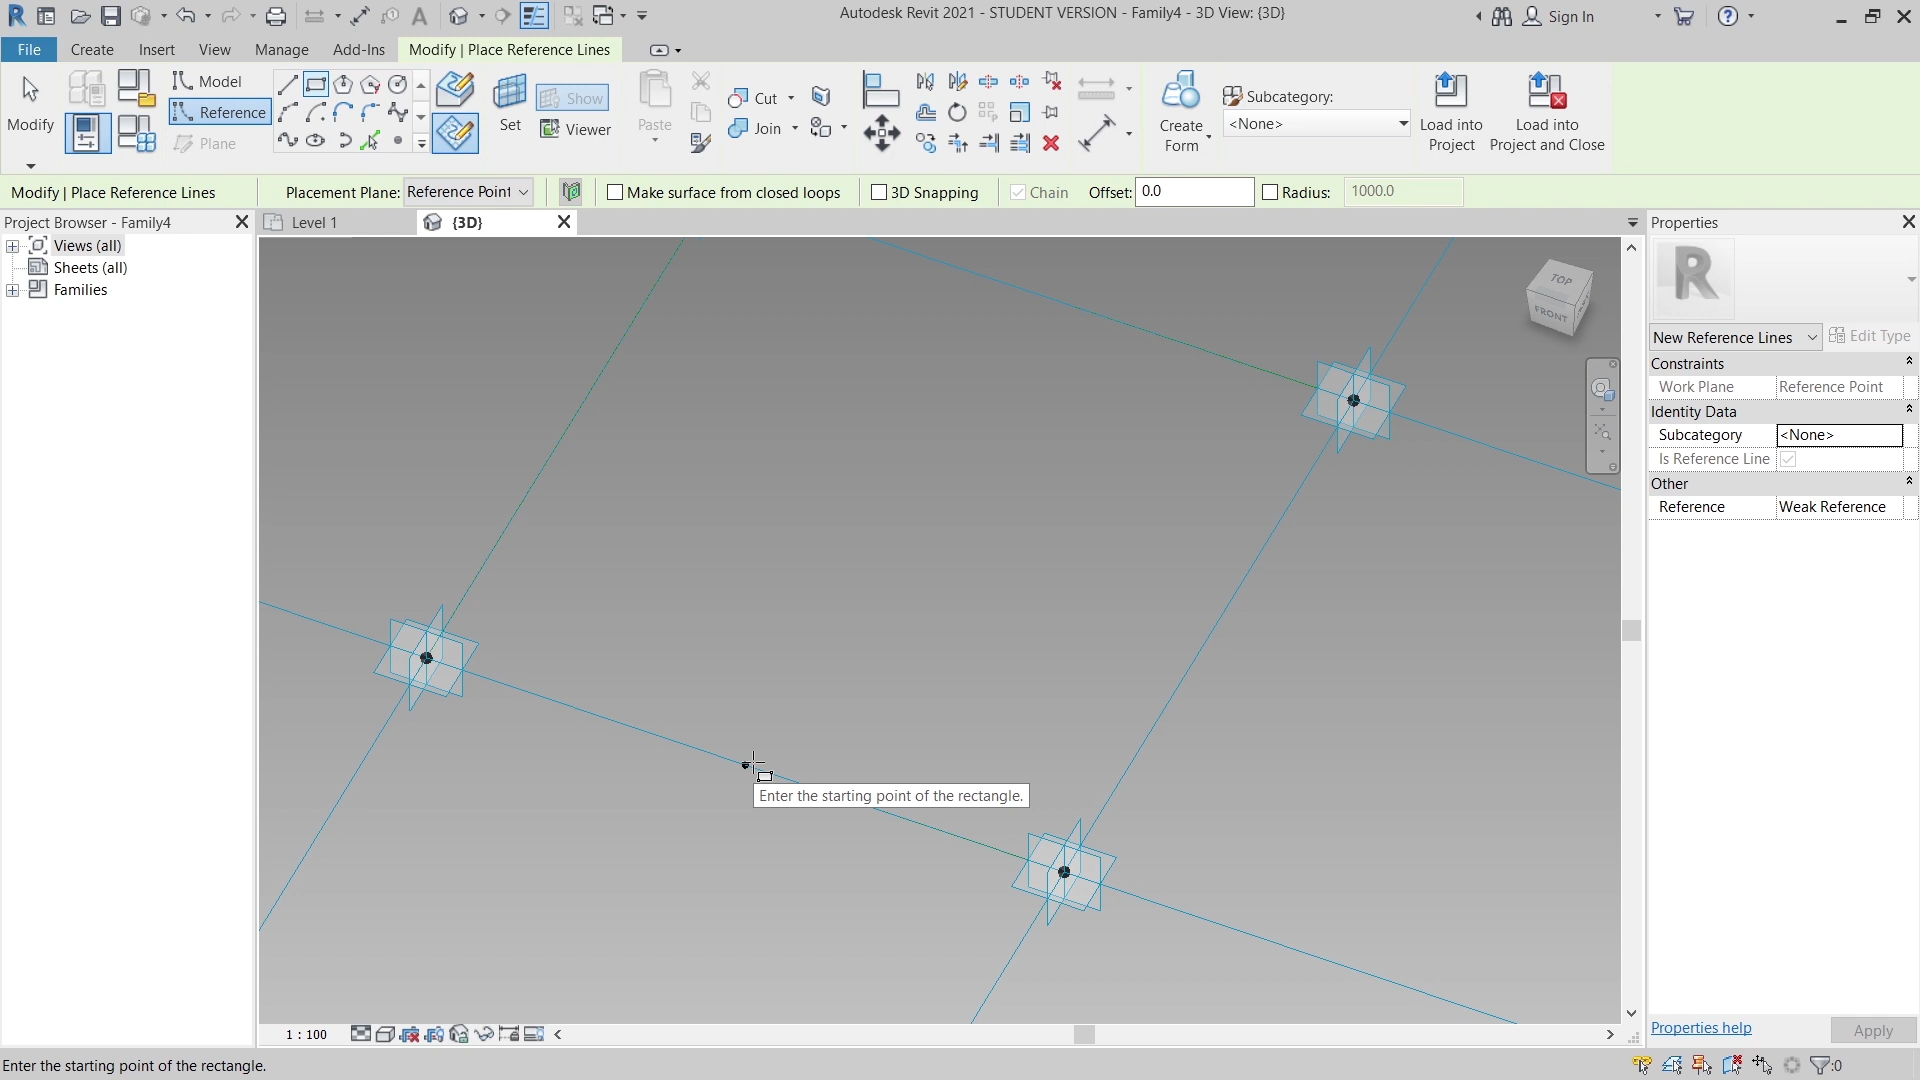 Autodesk Revit 2021 - STUDENT VERSION - Family4 - 3D View: {3D}
Sign In
File
Create
Insert
View
Manage
Add-Ins
Modify | Place Reference Lines
Modify
Model
Reference
Plane
Set
Show
Viewer
Paste
Cut
Join
Create
Form
Subcategory:
<None>
Load into
Project
Load into
Project and Close
Modify | Place Reference Lines
Placement Plane:
Reference Point
Make surface from closed loops
3D Snapping
Chain
Offset:
0.0
Radius:
1000.0
Project Browser - Family4
Level 1
{3D}
Properties
Views (all)
Sheets (all)
Families
TOP
FRONT
R
New Reference Lines
Edit Type
Constraints
Work Plane
Reference Point
Identity Data
Subcategory
<None>
Is Reference Line
Other
Reference
Weak Reference
Enter the starting point of the rectangle.
1 : 100
Properties help
Apply
Enter the starting point of the rectangle.
:0